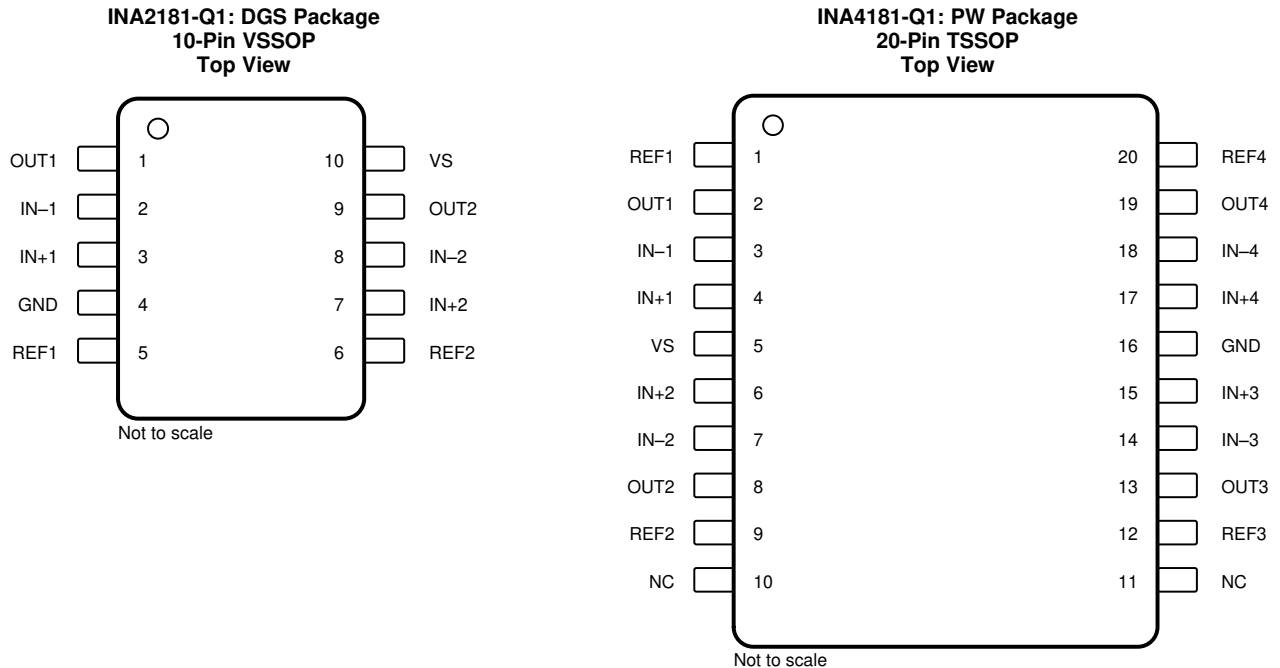 INA2181-Q1: DGS Package
10-Pin VSSOP
Top View
OUT1 1 10 VS
IN–1 2 9 OUT2
IN+1 3 8 IN–2
GND 4 7 IN+2
REF1 5 6 REF2
Not to scale
INA4181-Q1: PW Package
20-Pin TSSOP
Top View
REF1 1 20 REF4
OUT1 2 19 OUT4
IN–1 3 18 IN–4
IN+1 4 17 IN+4
VS 5 16 GND
IN+2 6 15 IN+3
IN–2 7 14 IN–3
OUT2 8 13 OUT3
REF2 9 12 REF3
NC 10 11 NC
Not to scale